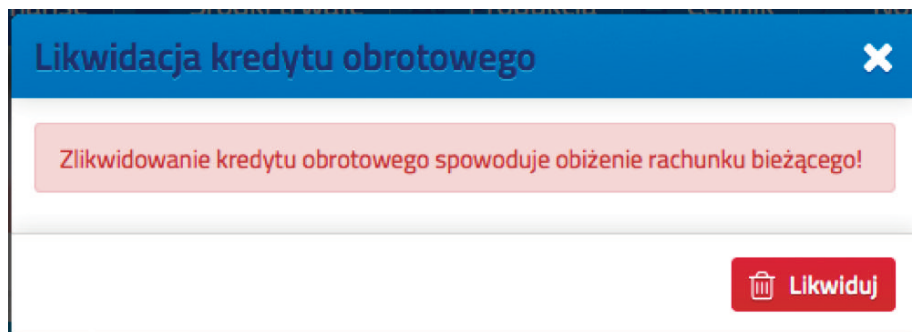 Likwidacja kredytu obrotowego
Zlikwidowanie kredytu obrotowego spowoduje obiżenie rachunku bieżącego!
Likwiduj